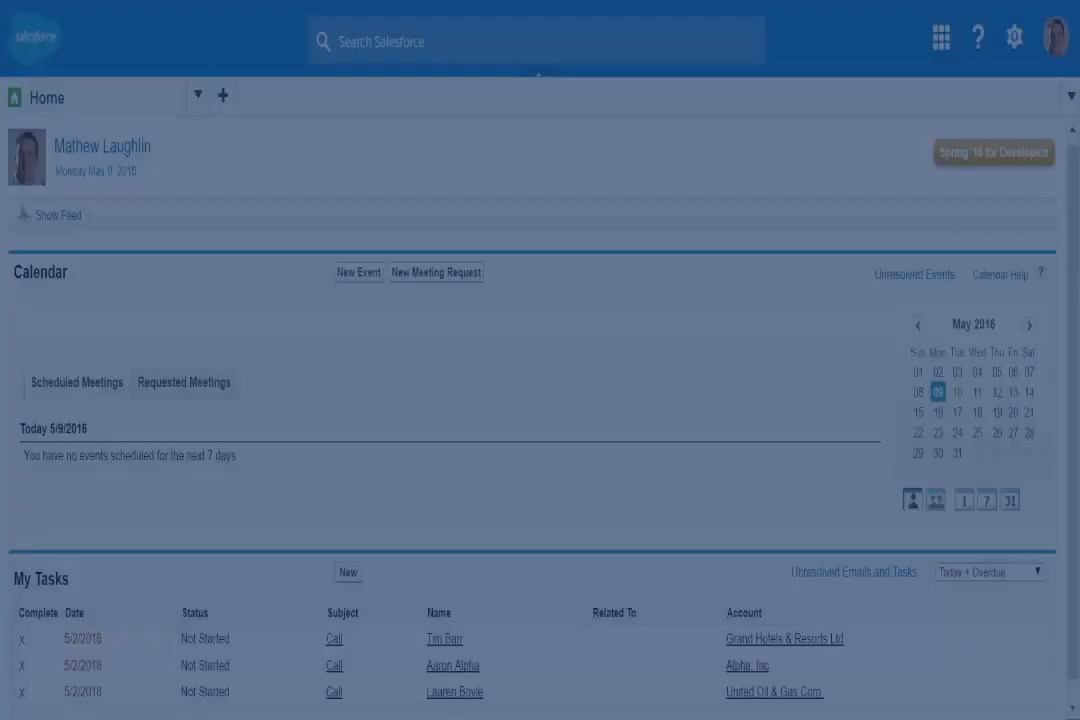 salesforce Search Salesforce ?
Home
Mathew Laughlin
Monday May 9, 2016
Spring '16 for Developers
Show Feed
Calendar New Event New Meeting Request Unresolved Events Calendar Help ?
May 2016
Sun Mon Tue Wed Thu Fri Sat
01 02 03 04 05 06 07
Scheduled Meetings Requested Meetings
08 09 10 11 12 13 14
15 16 17 18 19 20 21
Today 5/9/2016
22 23 24 25 26 27 28
You have no events scheduled for the next 7 days
29 30 31
1 7 31
My Tasks New Unresolved Emails and Tasks Today + Overdue
Complete Date Status Subject Name Related To Account
X 5/2/2016 Not Started Call Tim Barr Grand Hotels & Resorts Ltd
X 5/2/2016 Not Started Call Aaron Alpha Alpha, Inc
X 5/2/2016 Not Started Call Lauren Boyle United Oil & Gas Corp.